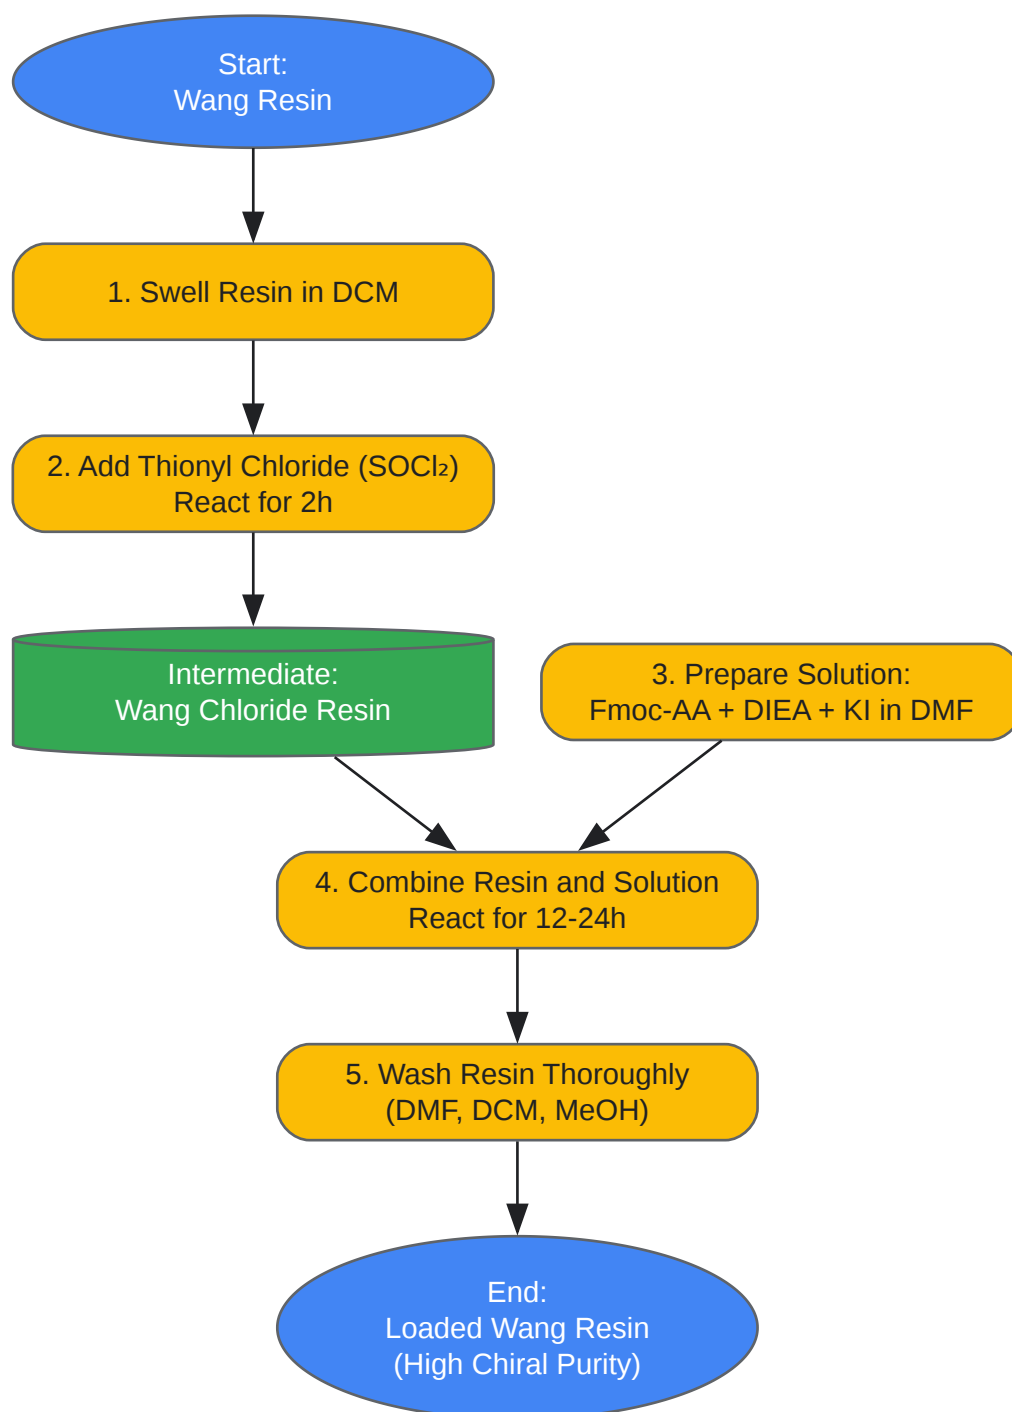 Start:
Wang Resin
1. Swell Resin in DCM
2. Add Thionyl Chloride (SOCl₂)
React for 2h
Intermediate:
Wang Chloride Resin
3. Prepare Solution:
Fmoc-AA + DIEA + KI in DMF
4. Combine Resin and Solution
React for 12-24h
5. Wash Resin Thoroughly
(DMF, DCM, MeOH)
End:
Loaded Wang Resin
(High Chiral Purity)